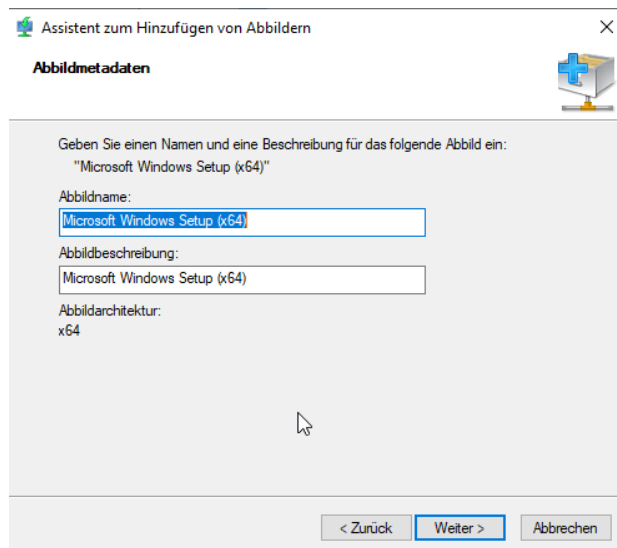 Assistent zum Hinzufügen von Abbildern
Abbildmetadaten
Geben Sie einen Namen und eine Beschreibung für das folgende Abbild ein:
"Microsoft Windows Setup (x64)"
Abbildname:
Microsoft Windows Setup (x64)
Abbildbeschreibung:
Microsoft Windows Setup (x64)
Abbildarchitektur:
x64
< Zurück Weiter > Abbrechen